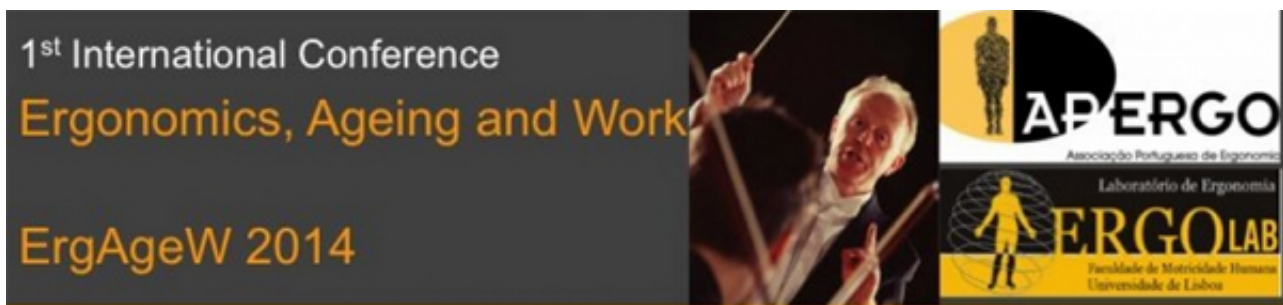 1st International Conference
Ergonomics, Ageing and Work
ErgAgeW 2014
APERGO
Associação Portuguesa de Ergonomia
Laboratório de Ergonomia
ERGOLAB
Faculdade de Motricidade Humana
Universidade de Lisboa